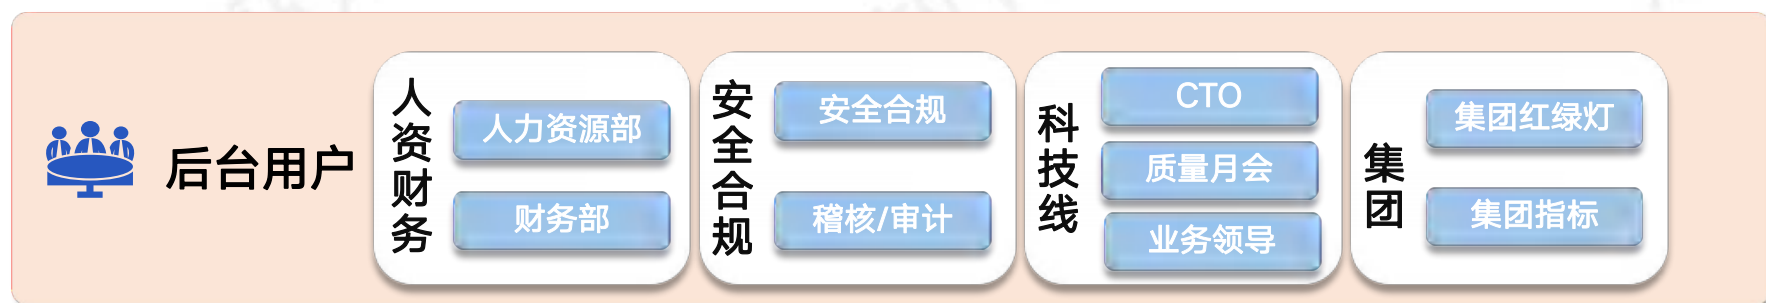 后台用户
人资财务
人力资源部
财务部
安全合规
安全合规
稽核/审计
科技线
CTO
质量月会
业务领导
集团
集团红绿灯
集团指标